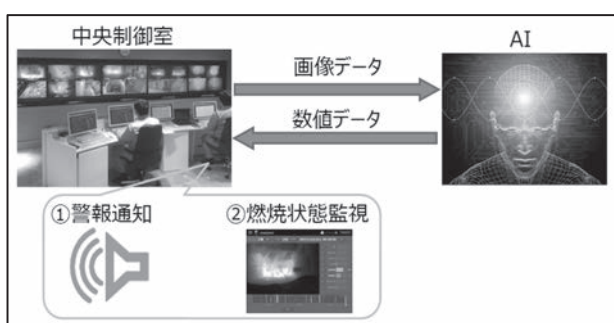 中央制御室
AI
画像データ
数値データ
①警報通知
②燃焼状態監視